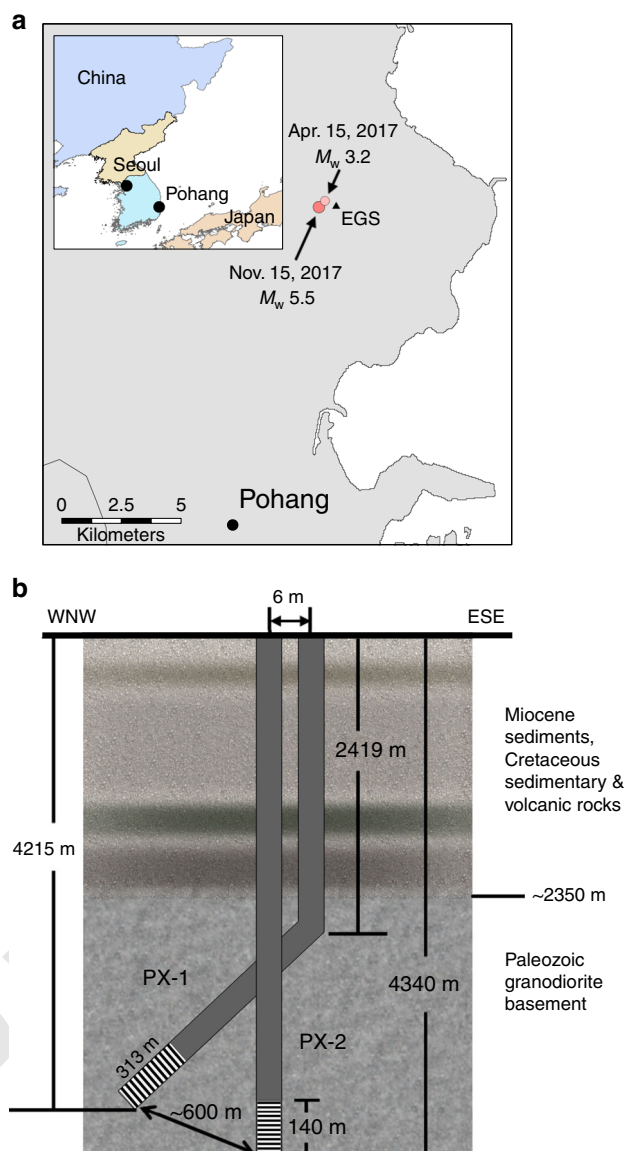 a
China
Seoul
Pohang
Japan
Apr. 15, 2017
Mw 3.2
EGS
Nov. 15, 2017
Mw 5.5
0 2.5 5
Kilometers
Pohang
b
6 m
WNW
ESE
2419 m
Miocene
sediments,
Cretaceous
sedimentary &
volcanic rocks
4215 m
~2350 m
PX-1
4340 m
Paleozoic
granodiorite
basement
PX-2
313 m
~600 m
140 m